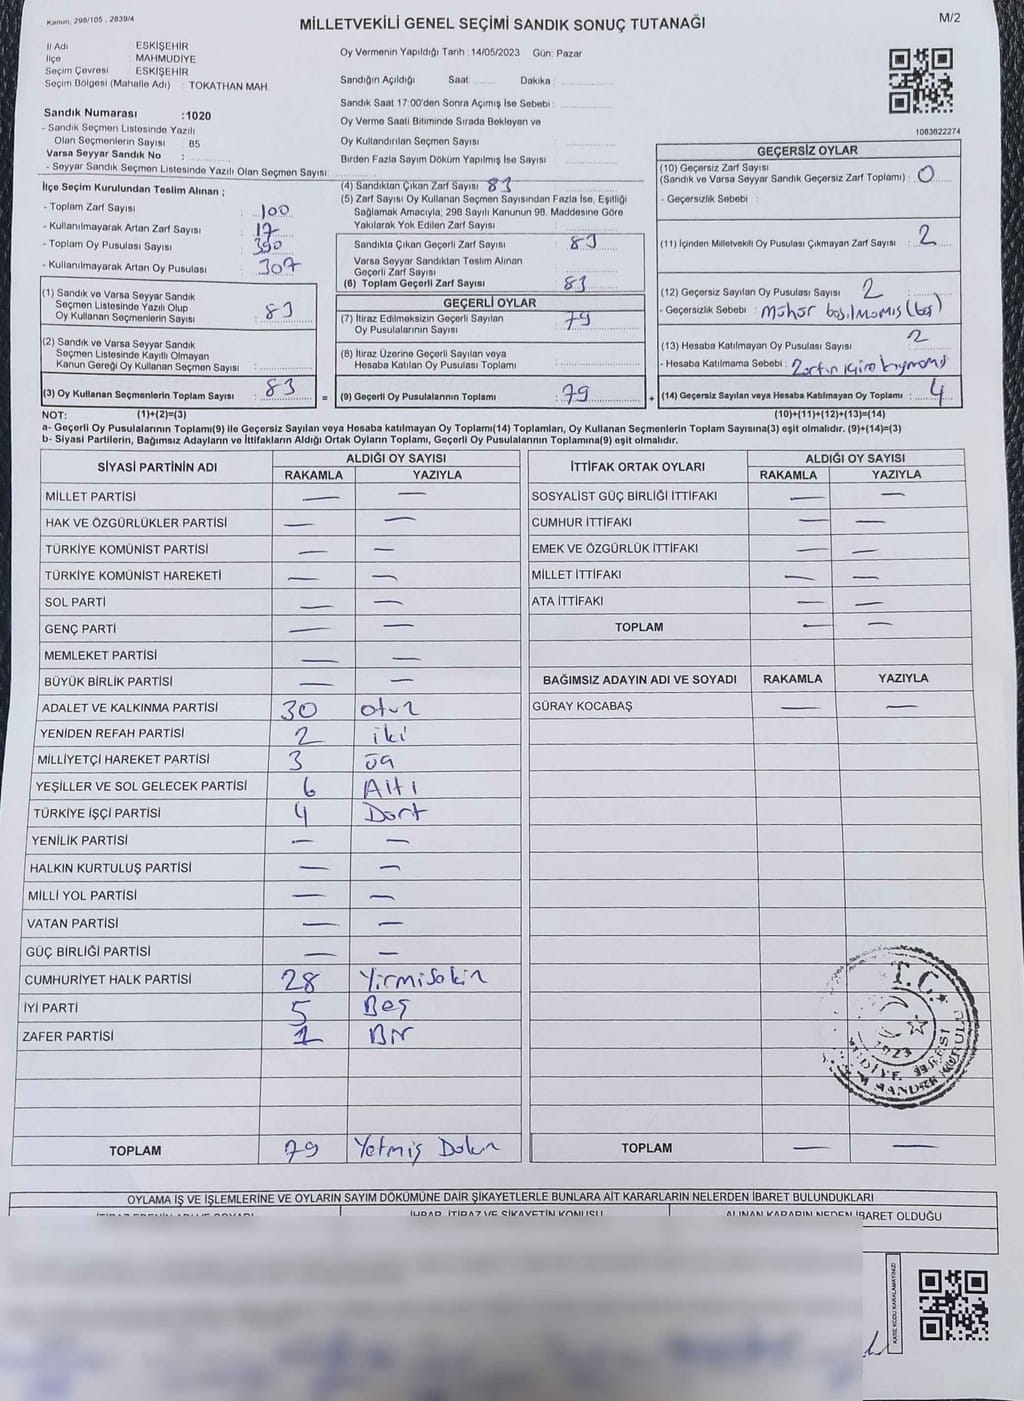 Kanun, 298/105 , 2839/4
MİLLETVEKİLİ GENEL SEÇİMİ SANDIK SONUÇ TUTANAĞI
M/2
İl Adı ESKİŞEHİR
İlçe MAHMUDİYE
Seçim Çevresi ESKİŞEHİR
Seçim Bölgesi (Mahalle Adı) : TOKATHAN MAH.
Sandık Numarası :1020
- Sandık Seçmen Listesinde Yazılı
Olan Seçmenlerin Sayısı : 85
Varsa Seyyar Sandık No :
- Seyyar Sandık Seçmen Listesinde Yazılı Olan Seçmen Sayısı:
Oy Vermenin Yapıldığı Tarih : 14/05/2023 Gün: Pazar
Sandığın Açıldığı Saat: Dakika :
Sandık Saat 17:00'den Sonra Açımış İse Sebebi :
Oy Verme Saati Bitiminde Sırada Bekleyen ve
Oy Kullandırılan Seçmen Sayısı
Birden Fazla Sayım Döküm Yapılmış İse Sayısı
1083622274
İlçe Seçim Kurulundan Teslim Alınan ;
- Toplam Zarf Sayısı : 100
- Kullanılmayarak Artan Zarf Sayısı : 17
- Toplam Oy Pusulası Sayısı : 390
- Kullanılmayarak Artan Oy Pusulası : 307
(1) Sandık ve Varsa Seyyar Sandık
Seçmen Listesinde Yazılı Olup
Oy Kullanan Seçmenlerin Sayısı : 83
(2) Sandık ve Varsa Seyyar Sandık
Seçmen Listesinde Kayıtlı Olmayan
Kanun Gereği Oy Kullanan Seçmen Sayısı :
(3) Oy Kullanan Seçmenlerin Toplam Sayısı : 83
=
(4) Sandıktan Çıkan Zarf Sayısı 83
(5) Zarf Sayısı Oy Kullanan Seçmen Sayısından Fazla İse, Eşitliği
Sağlamak Amacıyla; 298 Sayılı Kanunun 98. Maddesine Göre
Yakılarak Yok Edilen Zarf Sayısı
Sandıkta Çıkan Geçerli Zarf Sayısı : 83
Varsa Seyyar Sandıktan Teslim Alınan
Geçerli Zarf Sayısı
(6) Toplam Geçerli Zarf Sayısı : 83
GEÇERLİ OYLAR
(7) İtiraz Edilmeksizin Geçerli Sayılan
Oy Pusulalarının Sayısı : 79
(8) İtiraz Üzerine Geçerli Sayılan veya
Hesaba Katılan Oy Pusulası Sayısı
(9) Geçerli Oy Pusulalarının Toplamı : 79
+
GEÇERSİZ OYLAR
(10) Geçersiz Zarf Sayısı
(Sandık ve Varsa Seyyar Sandık Geçersiz Zarf Toplamı) : 0
- Geçersizlik Sebebi :
(11) İçinden Milletvekili Oy Pusulası Çıkmayan Zarf Sayısı : 2
(12) Geçersiz Sayılan Oy Pusulası Sayısı : 2
- Geçersizlik Sebebi : Mühür basılmamış (boş)
(13) Hesaba Katılmayan Oy Pusulası Sayısı : 2
- Hesaba Katılmama Sebebi : Zarfın içine koymamış
(14) Geçersiz Sayılan veya Hesaba Katılmayan Oy Toplamı : 4
NOT: (1)+(2)=(3) (10)+(11)+(12)+(13)=(14)
a- Geçerli Oy Pusulalarının Toplamı(9) ile Geçersiz Sayılan veya Hesaba katılmayan Oy Toplamı(14) Toplamları, Oy Kullanan Seçmenlerin Toplam Sayısına(3) eşit olmalıdır. (9)+(14)=(3)
b- Siyasi Partilerin, Bağımsız Adayların ve İttifakların Aldığı Ortak Oyların Toplamı, Geçerli Oy Pusulalarının Toplamına(9) eşit olmalıdır.
SİYASİ PARTİNİN ADI ALDIĞI OY SAYISI
RAKAMLA YAZIYLA
MİLLET PARTİSİ — —
HAK VE ÖZGÜRLÜKLER PARTİSİ — —
TÜRKİYE KOMÜNİST PARTİSİ — —
TÜRKİYE KOMÜNİST HAREKETİ — —
SOL PARTİ — —
GENÇ PARTİ — —
MEMLEKET PARTİSİ — —
BÜYÜK BİRLİK PARTİSİ — —
ADALET VE KALKINMA PARTİSİ 30 otuz
YENİDEN REFAH PARTİSİ 2 iki
MİLLİYETÇİ HAREKET PARTİSİ 3 üç
YEŞİLLER VE SOL GELECEK PARTİSİ 6 Altı
TÜRKİYE İŞÇİ PARTİSİ 4 Dört
YENİLİK PARTİSİ — —
HALKIN KURTULUŞ PARTİSİ — —
MİLLİ YOL PARTİSİ — —
VATAN PARTİSİ — —
GÜÇ BİRLİĞİ PARTİSİ — —
CUMHURİYET HALK PARTİSİ 28 Yirmisekiz
İYİ PARTİ 5 Beş
ZAFER PARTİSİ 1 Bir
TOPLAM 79 Yetmiş Dokuz
İTTİFAK ORTAK OYLARI ALDIĞI OY SAYISI
RAKAMLA YAZIYLA
SOSYALİST GÜÇ BİRLİĞİ İTTİFAKI — —
CUMHUR İTTİFAKI — —
EMEK VE ÖZGÜRLÜK İTTİFAKI — —
MİLLET İTTİFAKI — —
ATA İTTİFAKI — —
TOPLAM — —
BAĞIMSIZ ADAYIN ADI VE SOYADI RAKAMLA YAZIYLA
GÜRAY KOCABAŞ — —
T.C.
1923
TOPLAM — —
OYLAMA İŞ VE İŞLEMLERİNE VE OYLARIN SAYIM DÖKÜMÜNE DAİR ŞİKAYETLERLE BUNLARA AİT KARARLARIN NELERDEN İBARET BULUNDUKLARI
İHBAR, İTİRAZ VE ŞİKAYETİN KONUSU
ALINAN KARARIN NEDEN İBARET OLDUĞU
KARE KODU KARALAMAYINIZ!